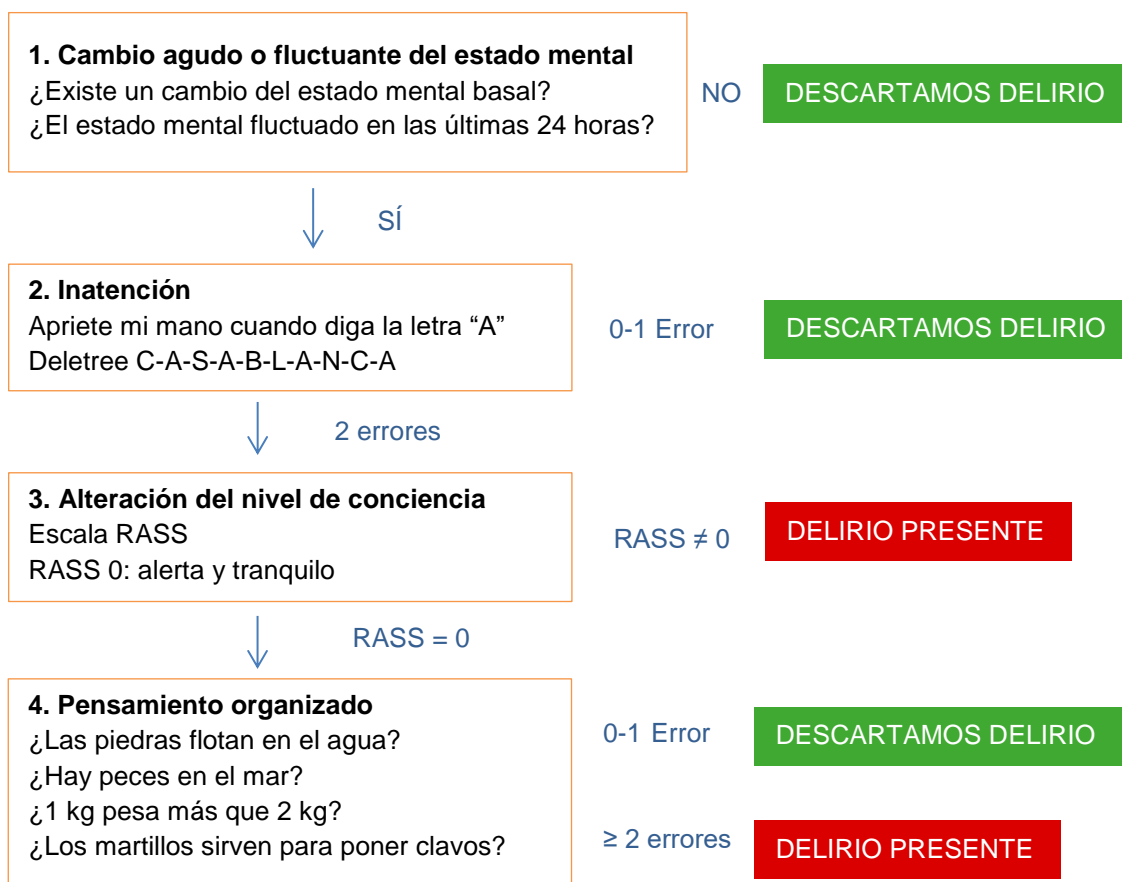 1. Cambio agudo o fluctuante del estado mental
¿Existe un cambio del estado mental basal?
¿El estado mental fluctuado en las últimas 24 horas?
NO
DESCARTAMOS DELIRIO
SÍ
2. Inatención
Apriete mi mano cuando diga la letra “A”
Deletree C-A-S-A-B-L-A-N-C-A
0-1 Error
DESCARTAMOS DELIRIO
2 errores
3. Alteración del nivel de conciencia
Escala RASS
RASS 0: alerta y tranquilo
RASS ≠ 0
DELIRIO PRESENTE
RASS = 0
4. Pensamiento organizado
¿Las piedras flotan en el agua?
¿Hay peces en el mar?
¿1 kg pesa más que 2 kg?
¿Los martillos sirven para poner clavos?
0-1 Error
DESCARTAMOS DELIRIO
≥ 2 errores
DELIRIO PRESENTE